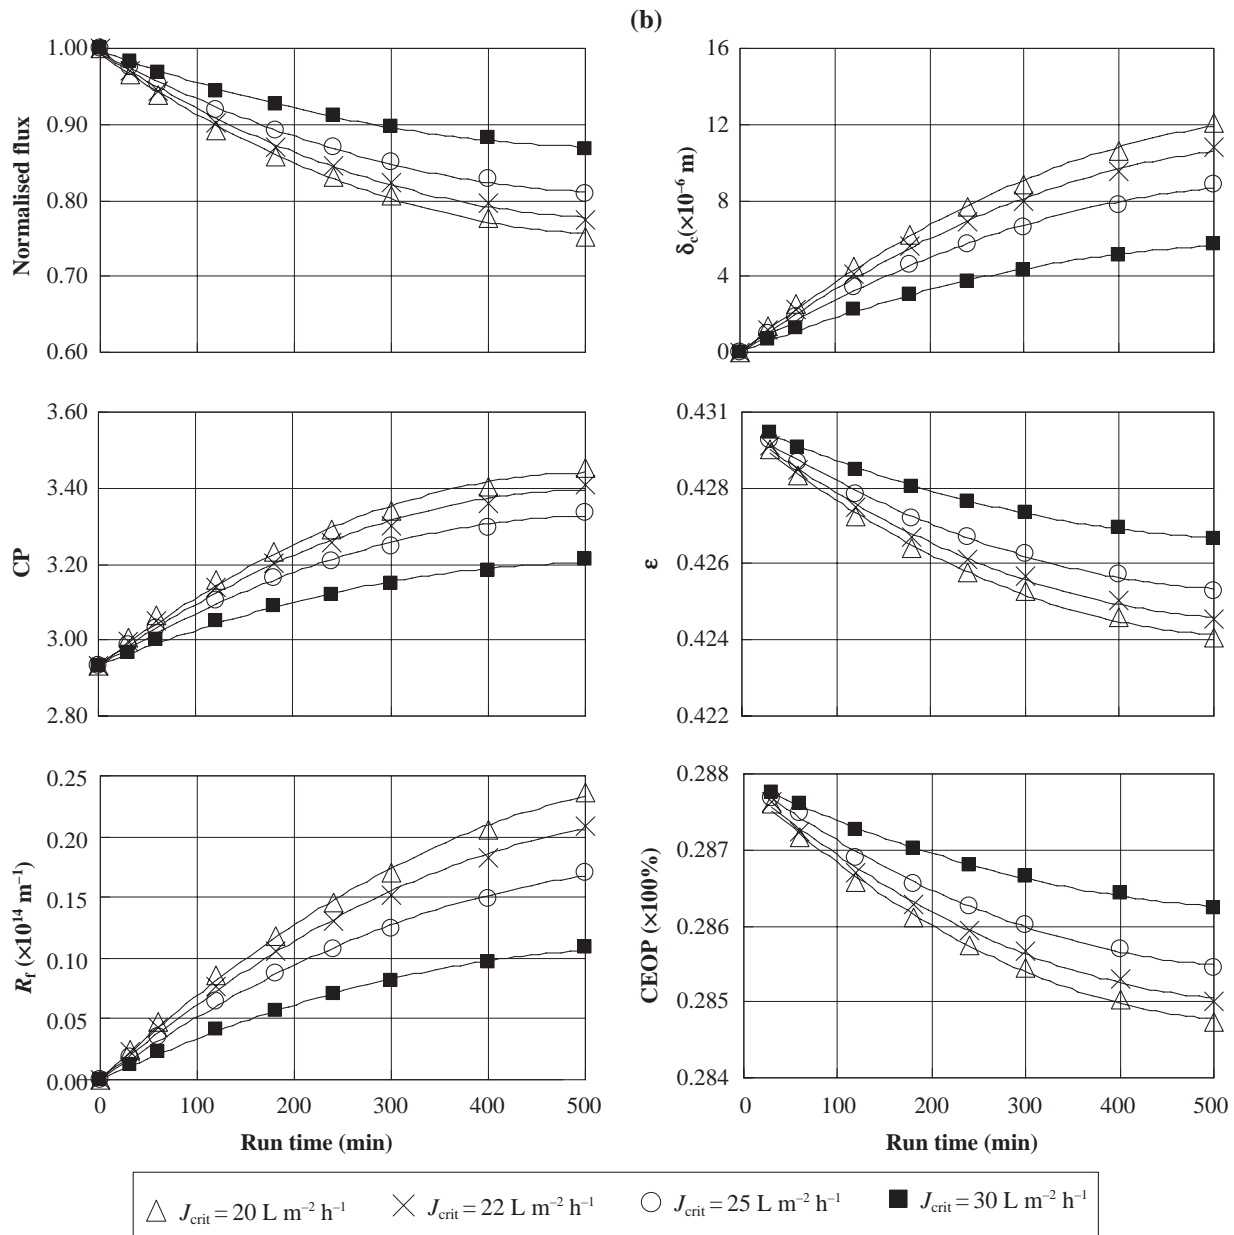 (b)
1.00
0.90
0.80
0.70
0.60
Normalised flux
16
12
8
4
0
δc(×10⁻⁶ m)
3.60
3.40
3.20
3.00
2.80
CP
0.431
0.428
0.426
0.424
0.422
ε
0.25
0.20
0.15
0.10
0.05
0.00
Rf (×10¹⁴ m⁻¹)
0 100 200 300 400 500
Run time (min)
0.288
0.287
0.286
0.285
0.284
CEOP (×100%)
0 100 200 300 400 500
Run time (min)
Jcrit = 20 L m⁻² h⁻¹
Jcrit = 22 L m⁻² h⁻¹
Jcrit = 25 L m⁻² h⁻¹
Jcrit = 30 L m⁻² h⁻¹